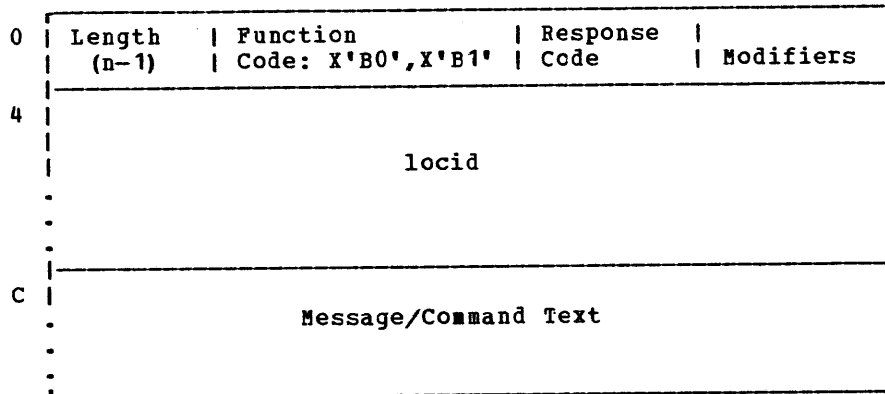 0 | Length | Function | Response |
| (n-1) | Code: X'B0',X'B1' | Code | Modifiers
4
locid
C
Message/Command Text